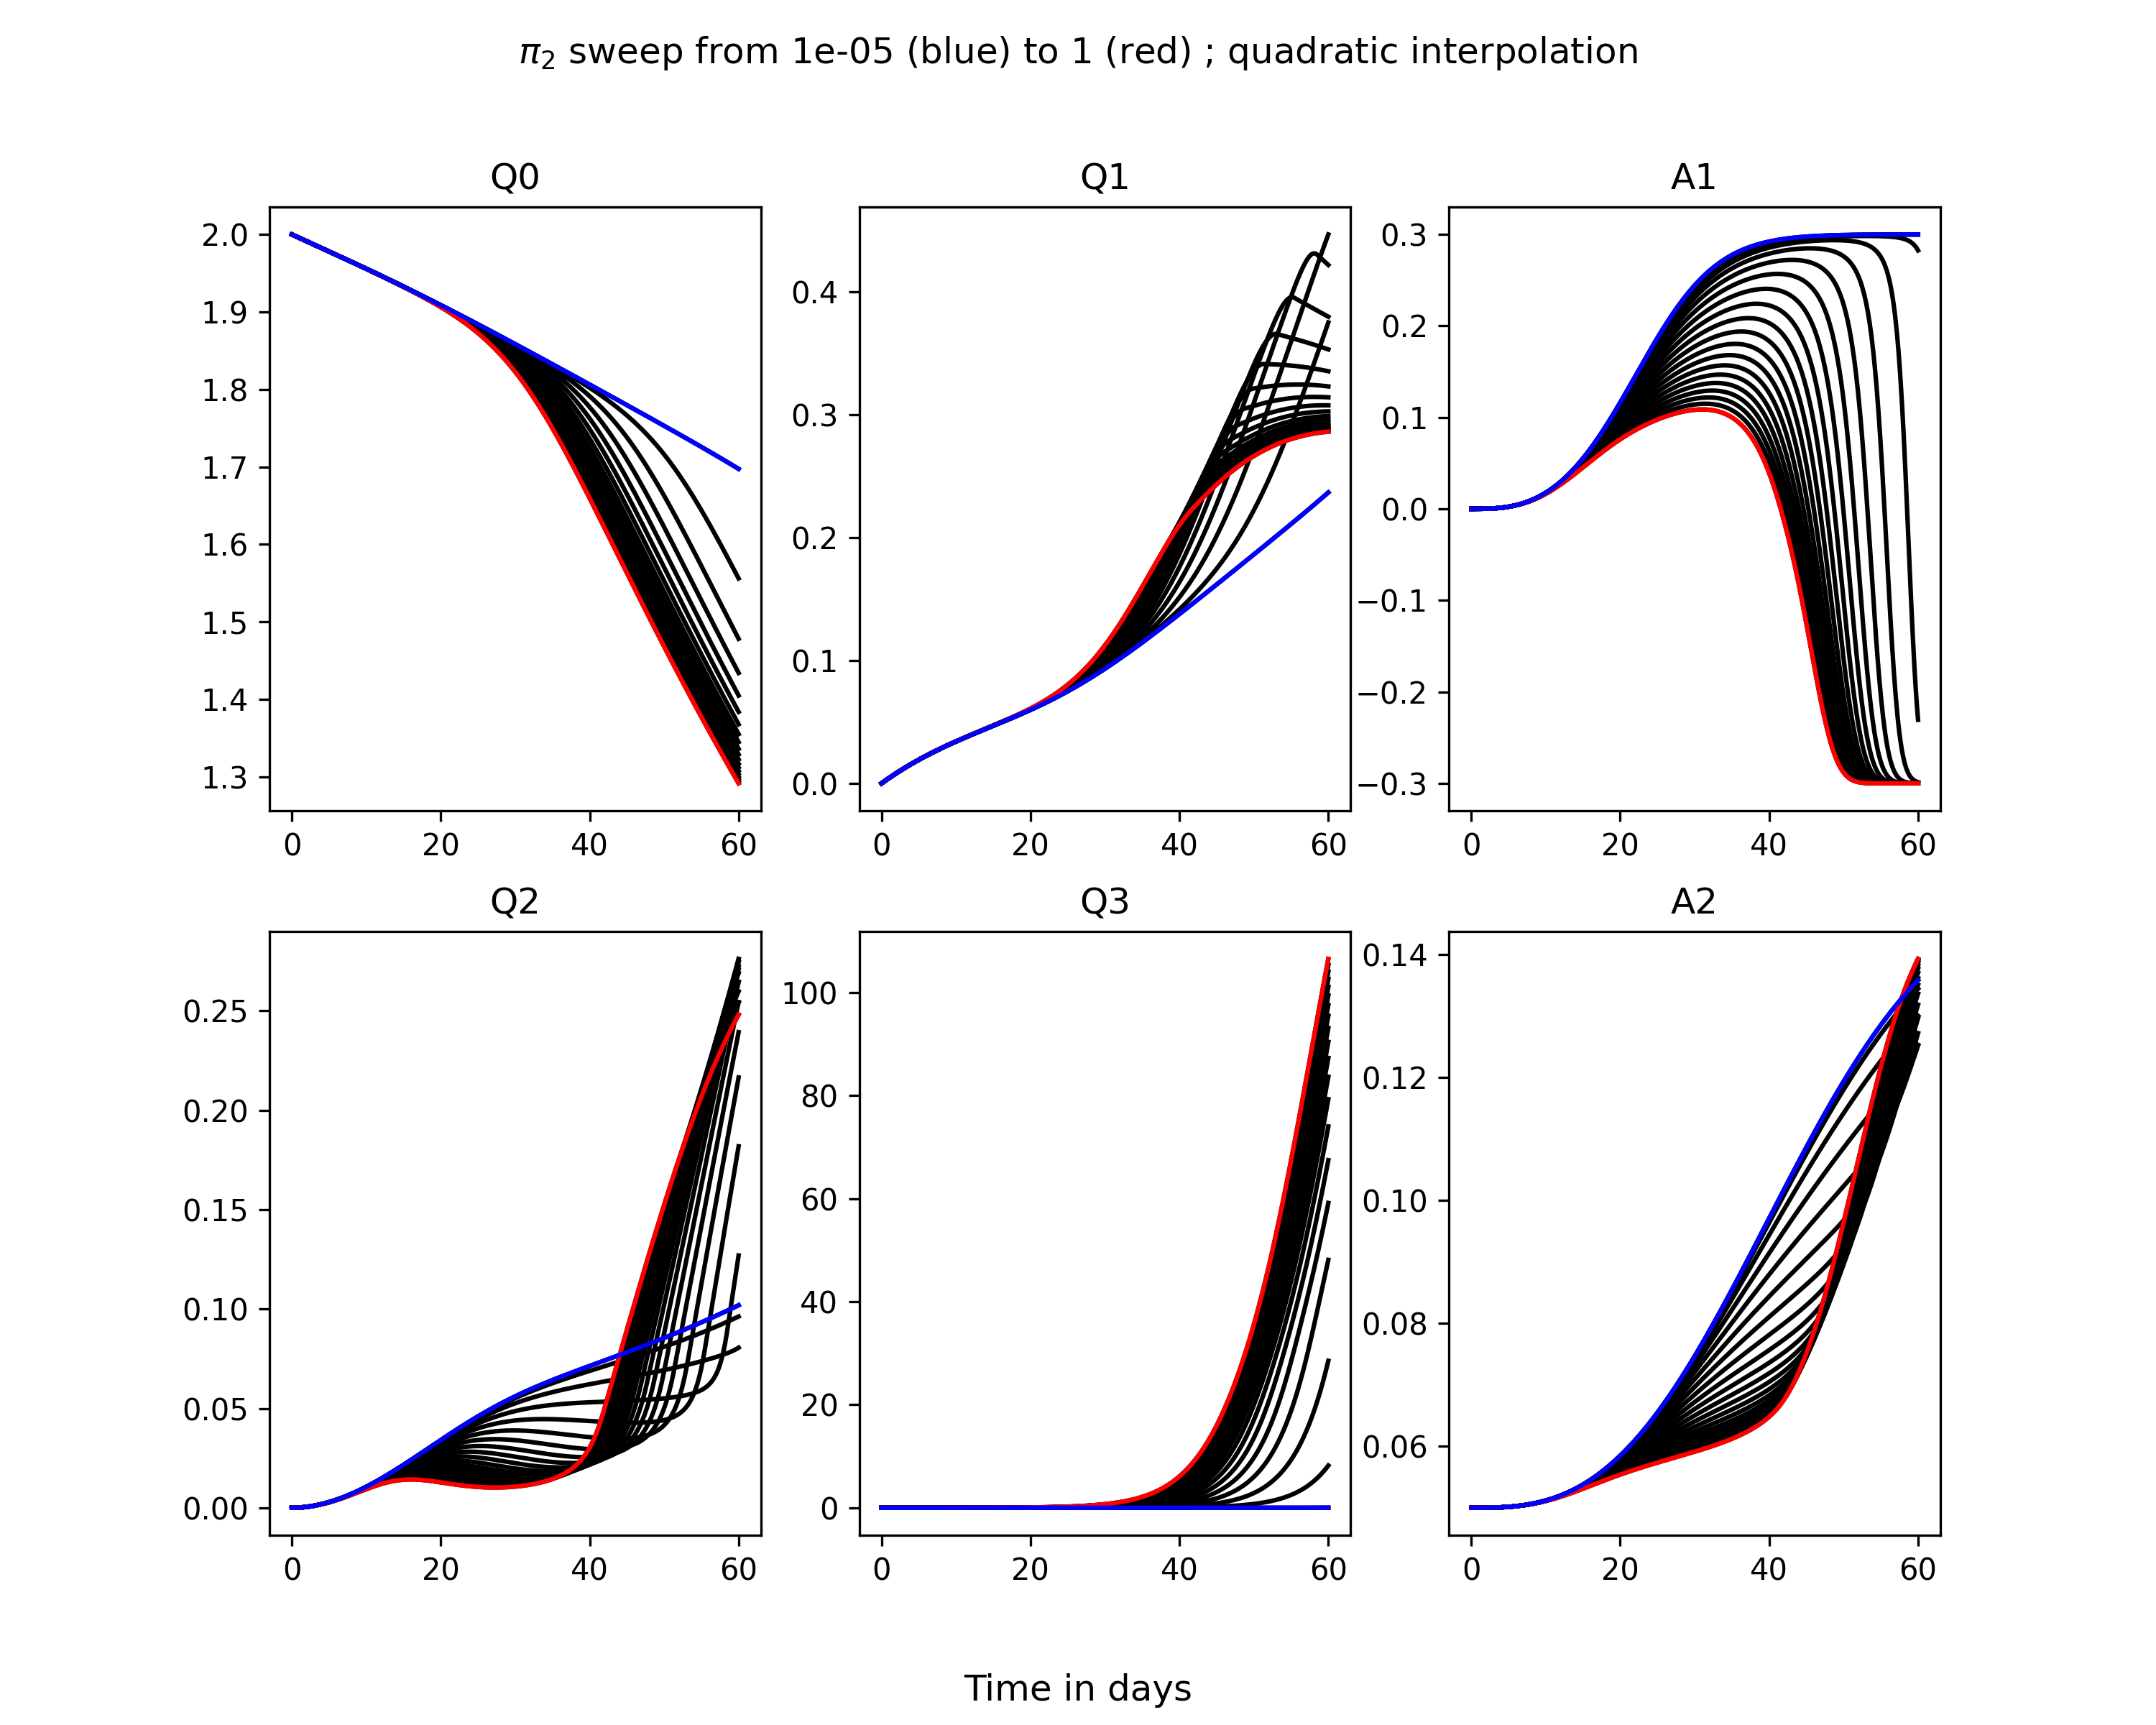 π₂ sweep from 1e-05 (blue) to 1 (red) ; quadratic interpolation
Q0
2.0
1.9
1.8
1.7
1.6
1.5
1.4
1.3
0 20 40 60
Q1
0.4
0.3
0.2
0.1
0.0
0 20 40 60
A1
0.3
0.2
0.1
0.0
−0.1
−0.2
−0.3
0 20 40 60
Q2
0.25
0.20
0.15
0.10
0.05
0.00
0 20 40 60
Q3
100
80
60
40
20
0
0 20 40 60
A2
0.14
0.12
0.10
0.08
0.06
0 20 40 60
Time in days